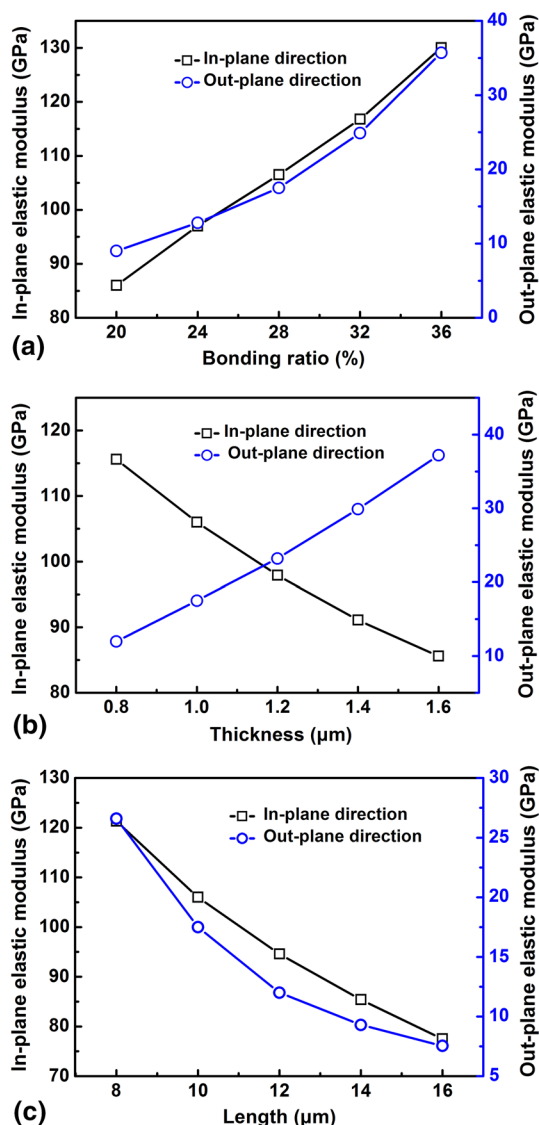 In-plane elastic modulus (GPa)
130
120
110
100
90
80
In-plane direction
Out-plane direction
40
30
20
10
0
Out-plane elastic modulus (GPa)
20 24 28 32 36
Bonding ratio (%)
(a)
In-plane elastic modulus (GPa)
120
110
100
90
80
In-plane direction
Out-plane direction
40
30
20
10
Out-plane elastic modulus (GPa)
0.8 1.0 1.2 1.4 1.6
Thickness (μm)
(b)
In-plane elastic modulus (GPa)
130
120
110
100
90
80
70
In-plane direction
Out-plane direction
30
25
20
15
10
5
Out-plane elastic modulus (GPa)
8 10 12 14 16
Length (μm)
(c)